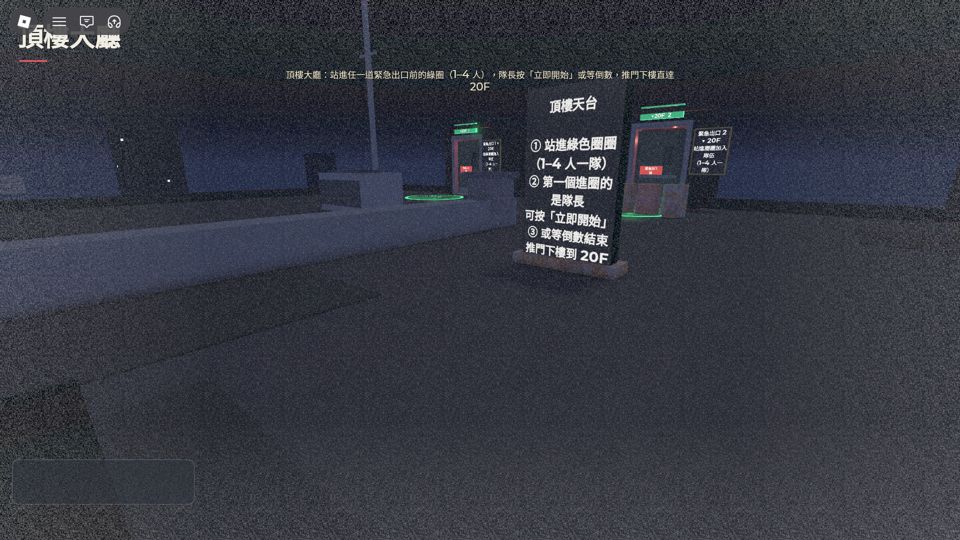 頂樓大廳
頂樓大廳：站進任一道緊急出口前的綠圈（1–4 人），隊長按「立即開始」或等倒數，推門下樓直達
20F
頂樓天台
① 站進綠色圈圈
（1–4 人一隊）
② 第一個進圈的
是隊長
可按「立即開始」
③ 或等倒數結束
推門下樓到 20F
緊急出口 2
▼ 20F
站進圈圈加入
隊伍
（1–4 人一
隊）